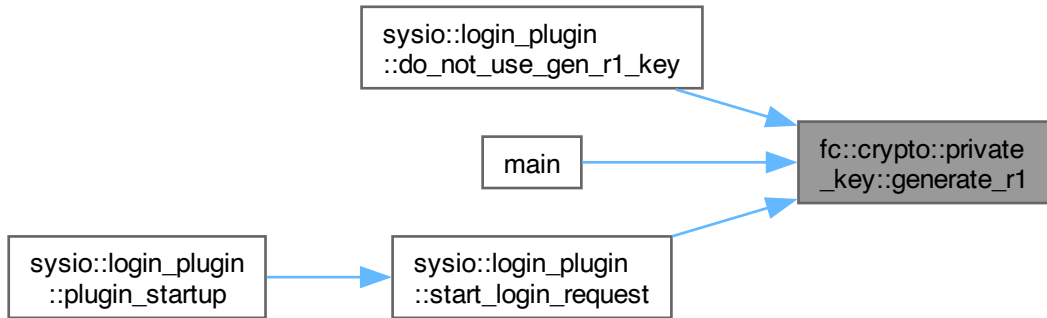 sysio::login_plugin
::do_not_use_gen_r1_key
main
fc::crypto::private
_key::generate_r1
sysio::login_plugin
::plugin_startup
sysio::login_plugin
::start_login_request